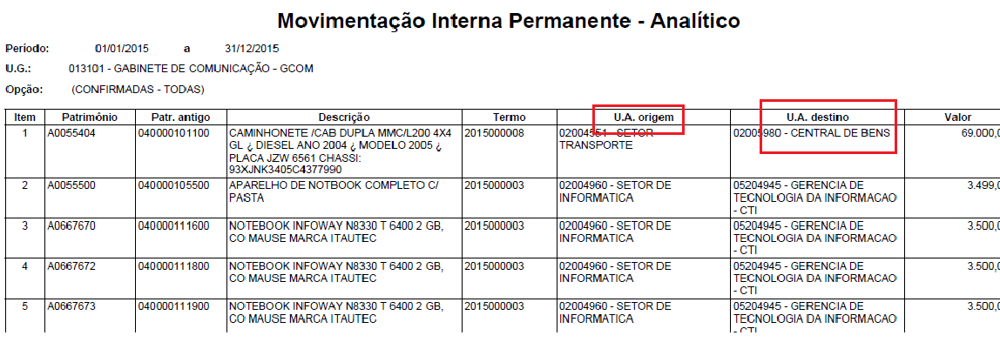 Movimentação Interna Permanente - Analítico
Período: 01/01/2015 a 31/12/2015
U.G.: 013101 - GABINETE DE COMUNICAÇÃO - GCOM
Opção: (CONFIRMADAS - TODAS)
Item Patrimônio Patr. antigo Descrição Termo U.A. origem U.A. destino Valor
1 A0055404 040000101100 CAMINHONETE /CAB DUPLA MMC/L200 4X4 2015000008 02004551 - SETOR 02005980 - CENTRAL DE BENS 69.000,0
GL ¿ DIESEL ANO 2004 ¿ MODELO 2005 ¿ TRANSPORTE
PLACA JZW 6561 CHASSI:
93XJNK3405C4377990
2 A0055500 040000105500 APARELHO DE NOTBOOK COMPLETO C/ 2015000003 02004960 - SETOR DE 05204945 - GERENCIA DE 3.499,0
PASTA INFORMATICA TECNOLOGIA DA INFORMACAO
- CTI
3 A0667670 040000111600 NOTEBOOK INFOWAY N8330 T 6400 2 GB, 2015000003 02004960 - SETOR DE 05204945 - GERENCIA DE 3.500,0
CO MAUSE MARCA ITAUTEC INFORMATICA TECNOLOGIA DA INFORMACAO
- CTI
4 A0667672 040000111800 NOTEBOOK INFOWAY N8330 T 6400 2 GB, 2015000003 02004960 - SETOR DE 05204945 - GERENCIA DE 3.500,0
CO MAUSE MARCA ITAUTEC INFORMATICA TECNOLOGIA DA INFORMACAO
- CTI
5 A0667673 040000111900 NOTEBOOK INFOWAY N8330 T 6400 2 GB, 2015000003 02004960 - SETOR DE 05204945 - GERENCIA DE 3.500,0
CO MAUSE MARCA ITAUTEC INFORMATICA TECNOLOGIA DA INFORMACAO
- CTI